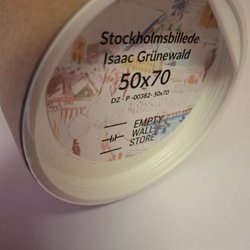 Stockholmsbillede
Isaac Grünewald
50x70
DZ - P -00382- 50x70
EMPTY
WALL
STORE